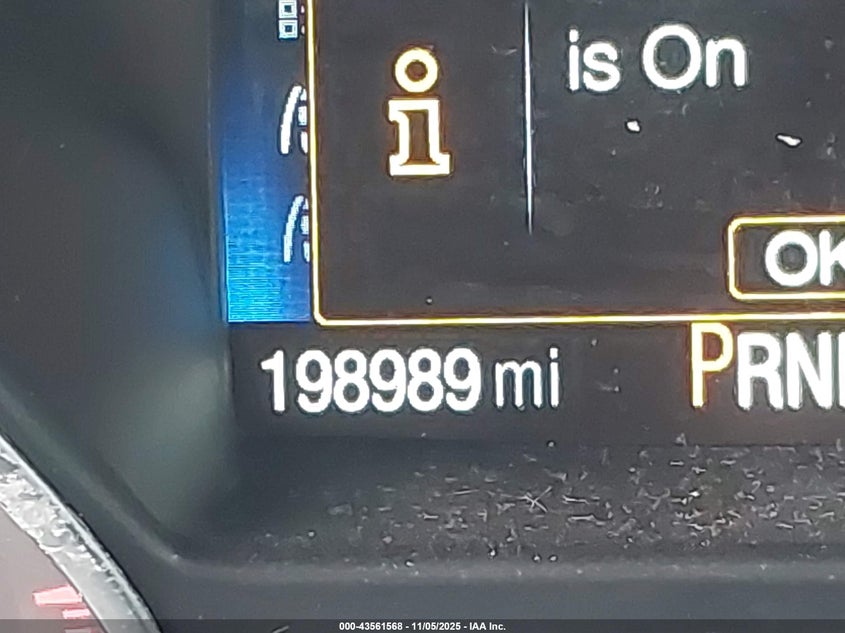 is On
OK
198989 mi
PRN
000-43561568 - 11/05/2025 - IAA Inc.